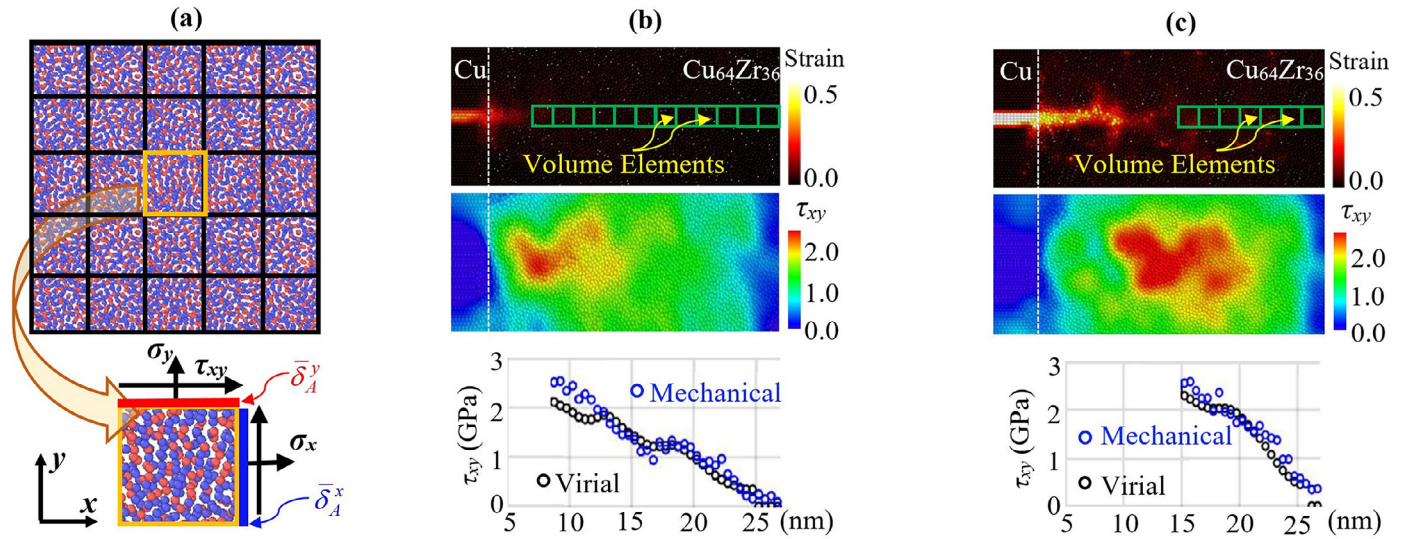 (a)
σy
τxy
δ̅Ay
σx
y
x
δ̅Ax
(b)
Strain
Cu
Cu64Zr36
0.5
Volume Elements
0.0
τxy
2.0
1.0
0.0
3
2
1
0
τxy (GPa)
Mechanical
Virial
5 10 15 20 25 (nm)
(c)
Strain
Cu
Cu64Zr36
0.5
Volume Elements
0.0
τxy
2.0
1.0
0.0
3
2
1
0
τxy (GPa)
Mechanical
Virial
5 10 15 20 25 (nm)